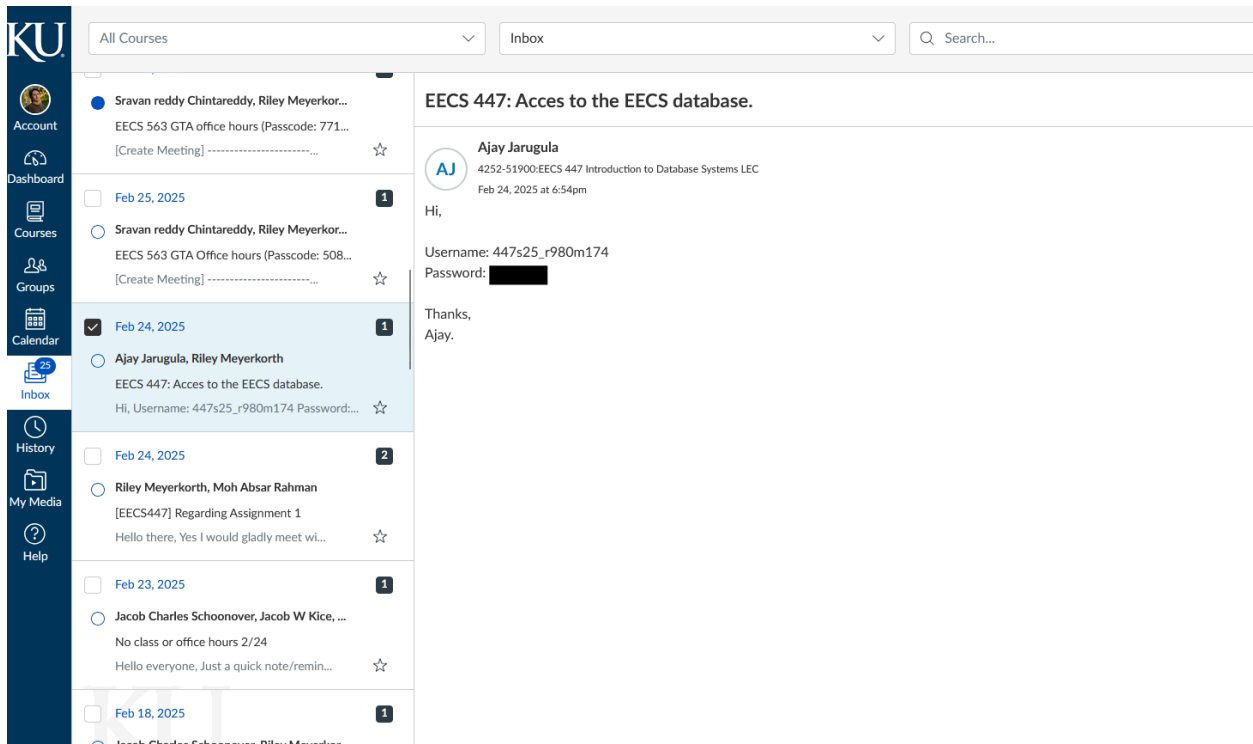 KU
All Courses
Inbox
Search...
Account
Dashboard
Courses
Groups
Calendar
25
Inbox
History
My Media
Help
Sravan reddy Chintareddy, Riley Meyerkor...
EECS 563 GTA office hours (Passcode: 771...
[Create Meeting] -----------------------...
Feb 25, 2025
1
Sravan reddy Chintareddy, Riley Meyerkor...
EECS 563 GTA Office hours (Passcode: 508...
[Create Meeting] -----------------------...
Feb 24, 2025
1
Ajay Jarugula, Riley Meyerkorth
EECS 447: Acces to the EECS database.
Hi, Username: 447s25_r980m174 Password:...
Feb 24, 2025
2
Riley Meyerkorth, Moh Absar Rahman
[EECS447] Regarding Assignment 1
Hello there, Yes I would gladly meet wi...
Feb 23, 2025
1
Jacob Charles Schoonover, Jacob W Kice, ...
No class or office hours 2/24
Hello everyone, Just a quick note/remin...
Feb 18, 2025
1
Jacob Charles Schoonover, Riley Meyerkor...
EECS 447: Acces to the EECS database.
AJ
Ajay Jarugula
4252-51900:EECS 447 Introduction to Database Systems LEC
Feb 24, 2025 at 6:54pm
Hi,
Username: 447s25_r980m174
Password:
Thanks,
Ajay.